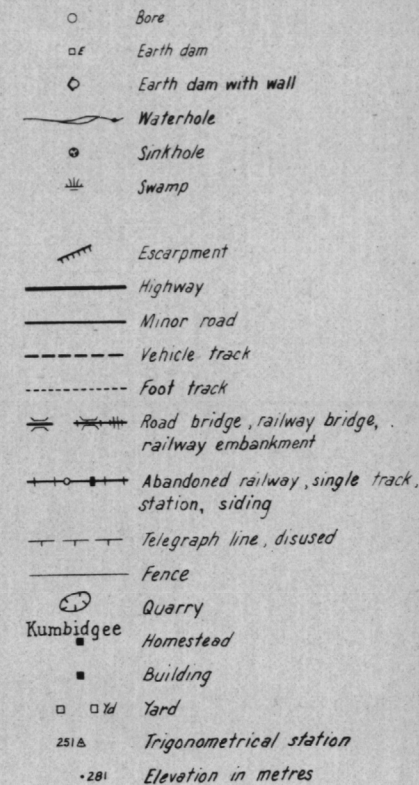 Bore
E Earth dam
Earth dam with wall
Waterhole
Sinkhole
Swamp
Escarpment
Highway
Minor road
Vehicle track
Foot track
Road bridge, railway bridge,
railway embankment
Abandoned railway, single track,
station, siding
Telegraph line, disused
Fence
Quarry
Kumbidgee
Homestead
Building
Yd Yard
251 Trigonometrical station
·281 Elevation in metres